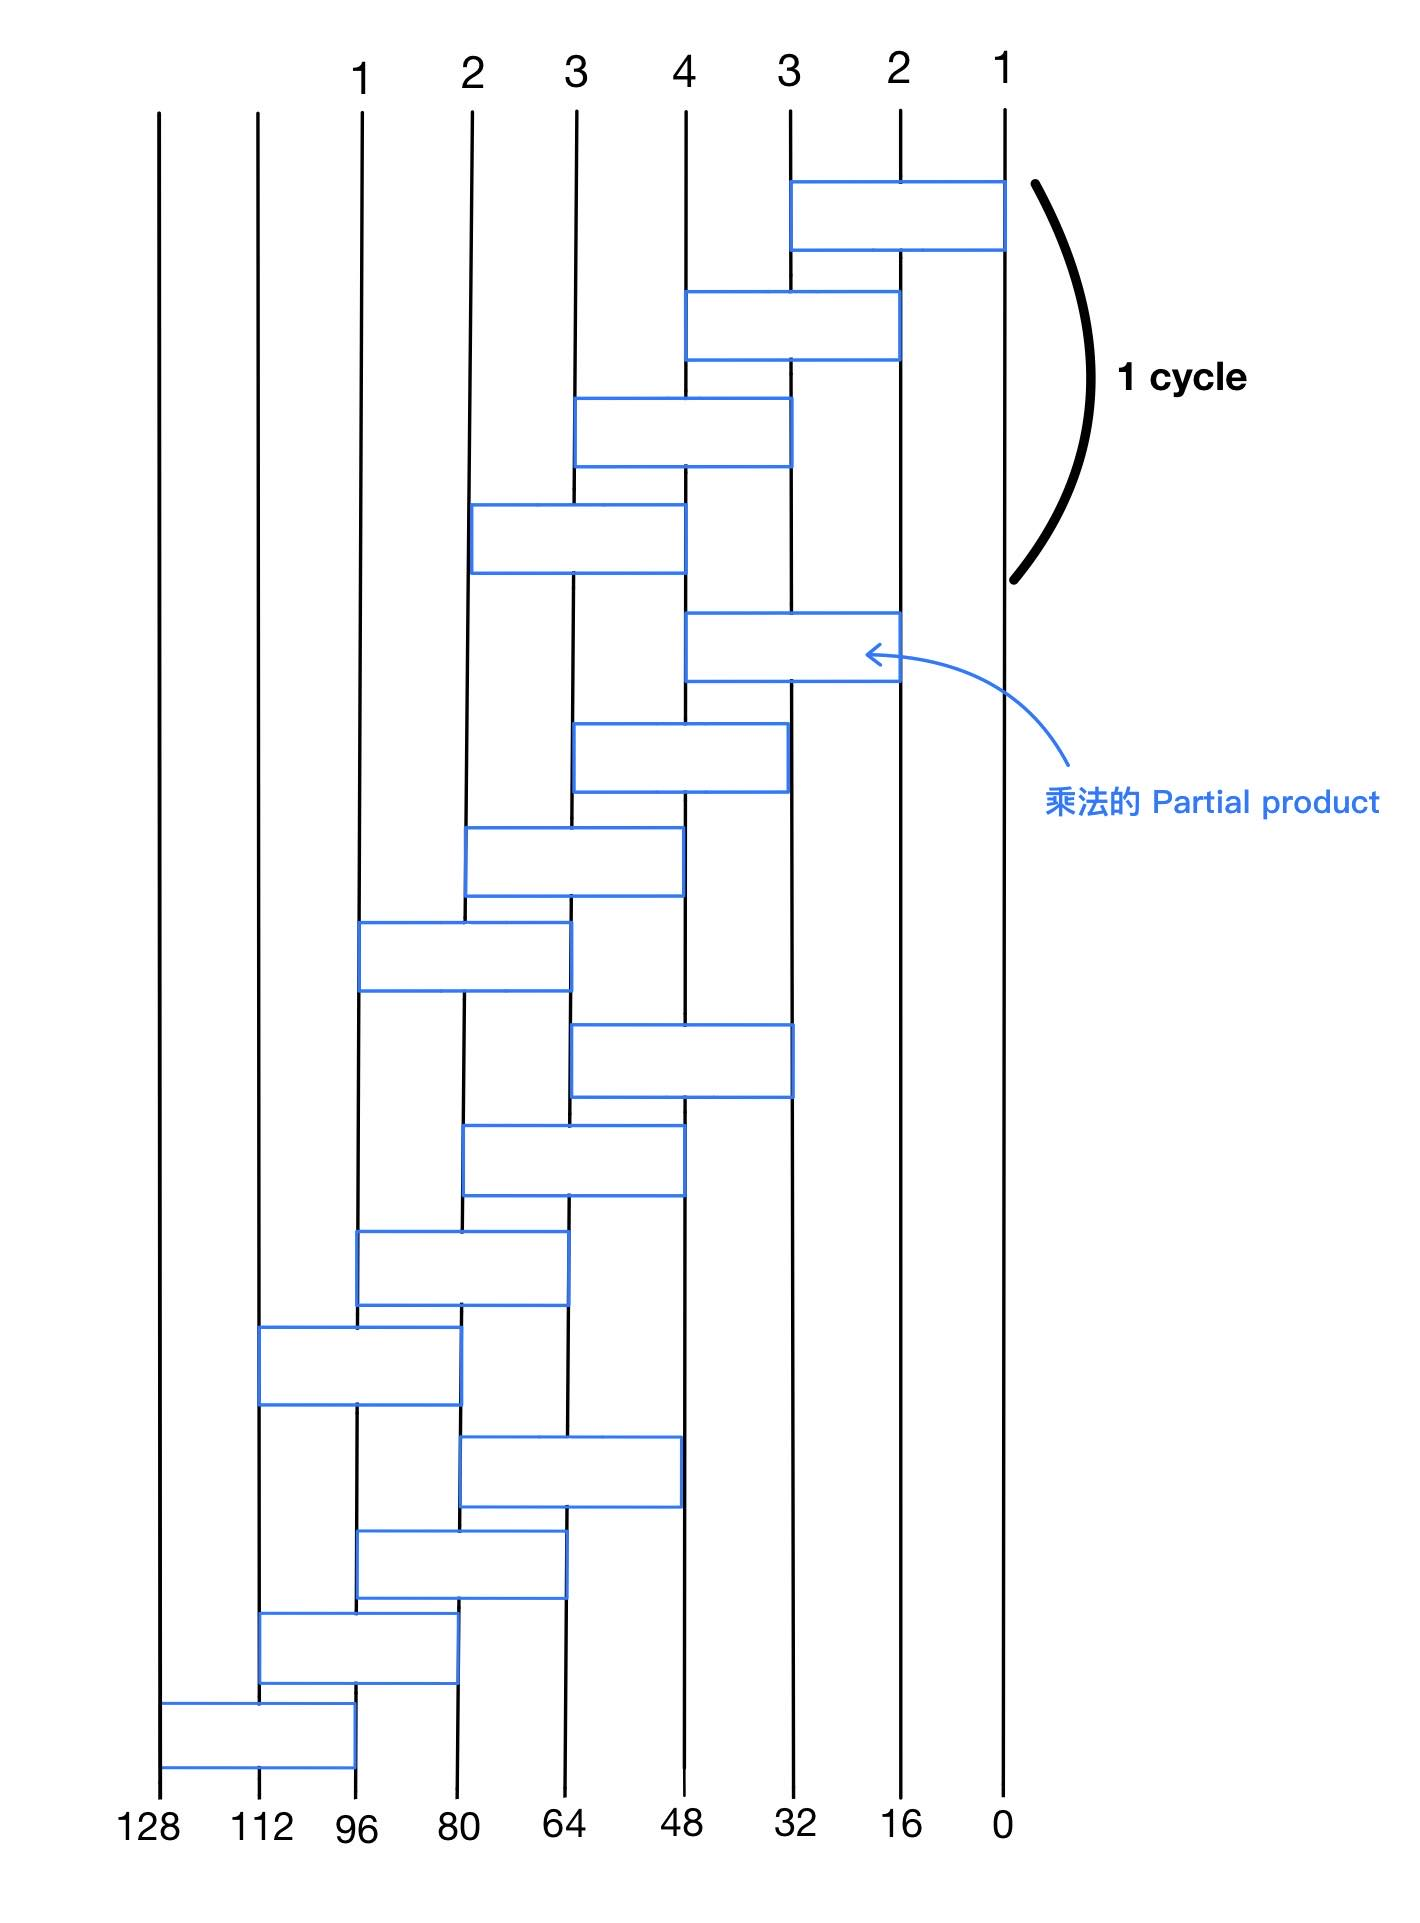 1 2 3 4 3 2 1
1 cycle
乘法的 Partial product
128 112 96 80 64 48 32 16 0